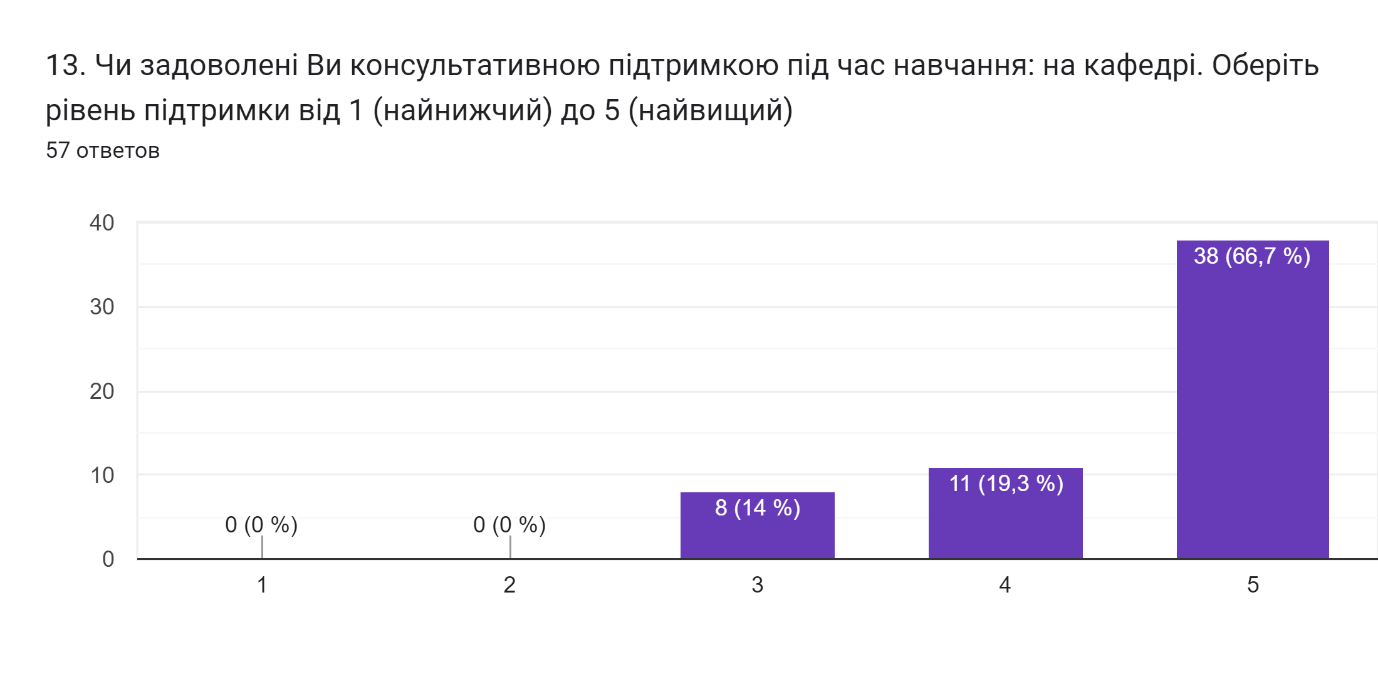 13. Чи задоволені Ви консультативною підтримкою під час навчання: на кафедрі. Оберіть
рівень підтримки від 1 (найнижчий) до 5 (найвищий)
57 ответов
40
30
20
10
0
0 (0 %)
0 (0 %)
8 (14 %)
11 (19,3 %)
38 (66,7 %)
1
2
3
4
5